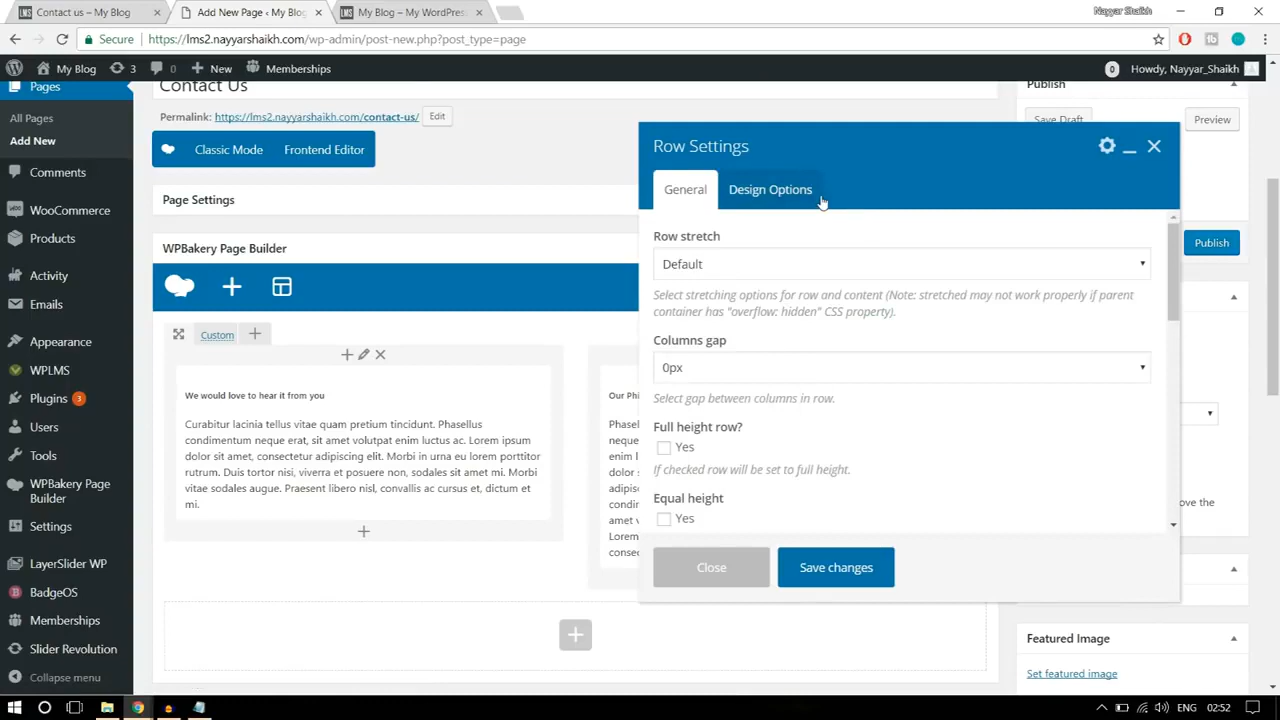 Contact us – My Blog
Add New Page ‹ My Blog
My Blog – My WordPress
Nayyar Shaikh
Secure
https://lms2.nayyarshaikh.com/wp-admin/post-new.php?post_type=page
My Blog
3
New
Memberships
0
Howdy, Nayyar_Shaikh
Pages
All Pages
Add New
Comments
WooCommerce
Products
Activity
Emails
Appearance
WPLMS
Plugins 3
Users
Tools
WPBakery Page
Builder
Settings
LayerSlider WP
BadgeOS
Memberships
Slider Revolution
Collapse menu
Contact Us
Permalink: https://lms2.nayyarshaikh.com/contact-us/ Edit
Classic Mode
Frontend Editor
Page Settings
WPBakery Page Builder
Custom
We would love to hear it from you
Curabitur lacinia tellus vitae quam pretium tincidunt. Phasellus
condimentum neque erat, sit amet volutpat enim luctus ac. Lorem ipsum
dolor sit amet, consectetur adipiscing elit. Morbi in urna eu lorem porttitor
rutrum. Duis tortor nisi, viverra et posuere non, sodales sit amet mi. Morbi
vitae sodales augue. Praesent libero nisl, convallis ac cursus et, dictum et
mi.
Our Phi
Phasel
neque
enim l
adipisc
amet v
Lorem
consec
Row Settings
General
Design Options
Row stretch
Default
Select stretching options for row and content (Note: stretched may not work properly if parent
container has "overflow: hidden" CSS property).
Columns gap
0px
Select gap between columns in row.
Full height row?
Yes
If checked row will be set to full height.
Equal height
Yes
Close
Save changes
Publish
Save Draft
Preview
Publish
ove the
Featured Image
Set featured image
ENG
02:52